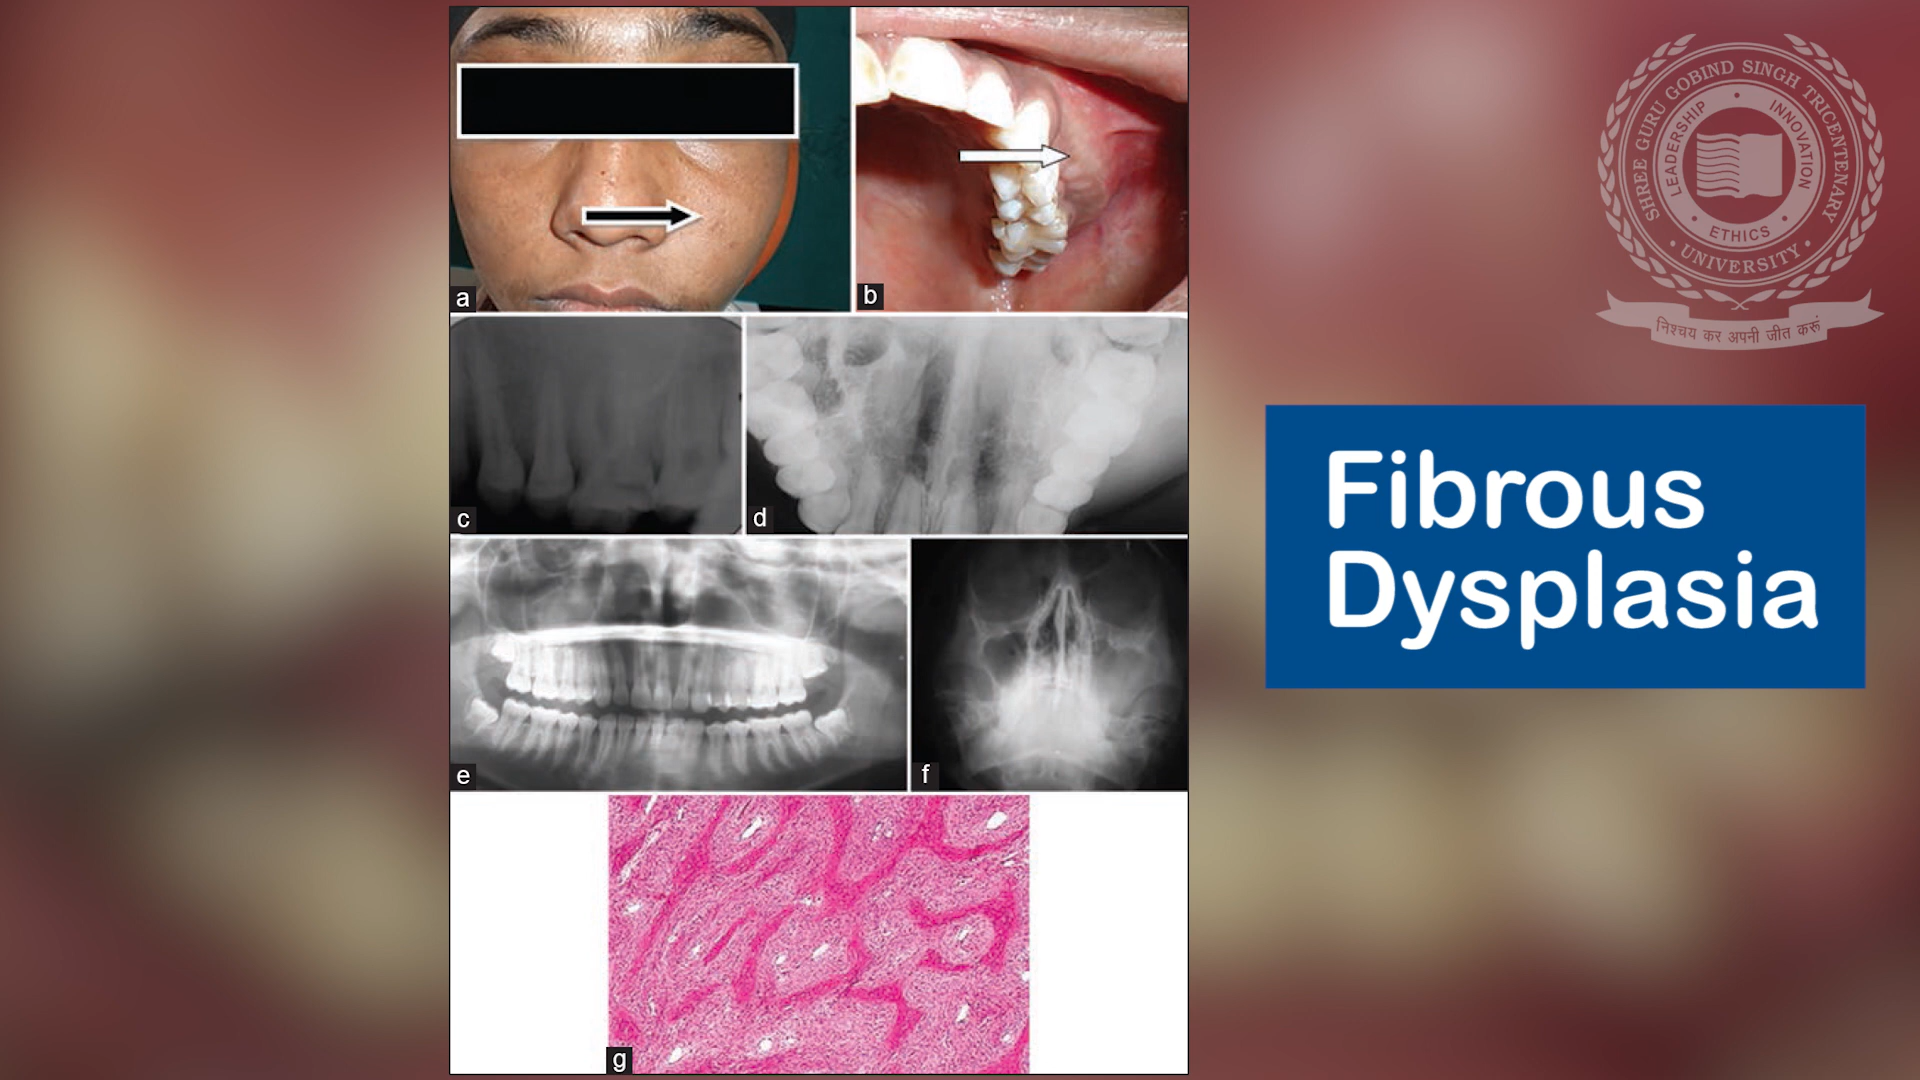 a
b
c
d
e
f
g
SHREE GURU GOBIND SINGH TRICENTENARY
UNIVERSITY
LEADERSHIP
INNOVATION
ETHICS
निश्चय कर अपनी जीत करूं
Fibrous
Dysplasia